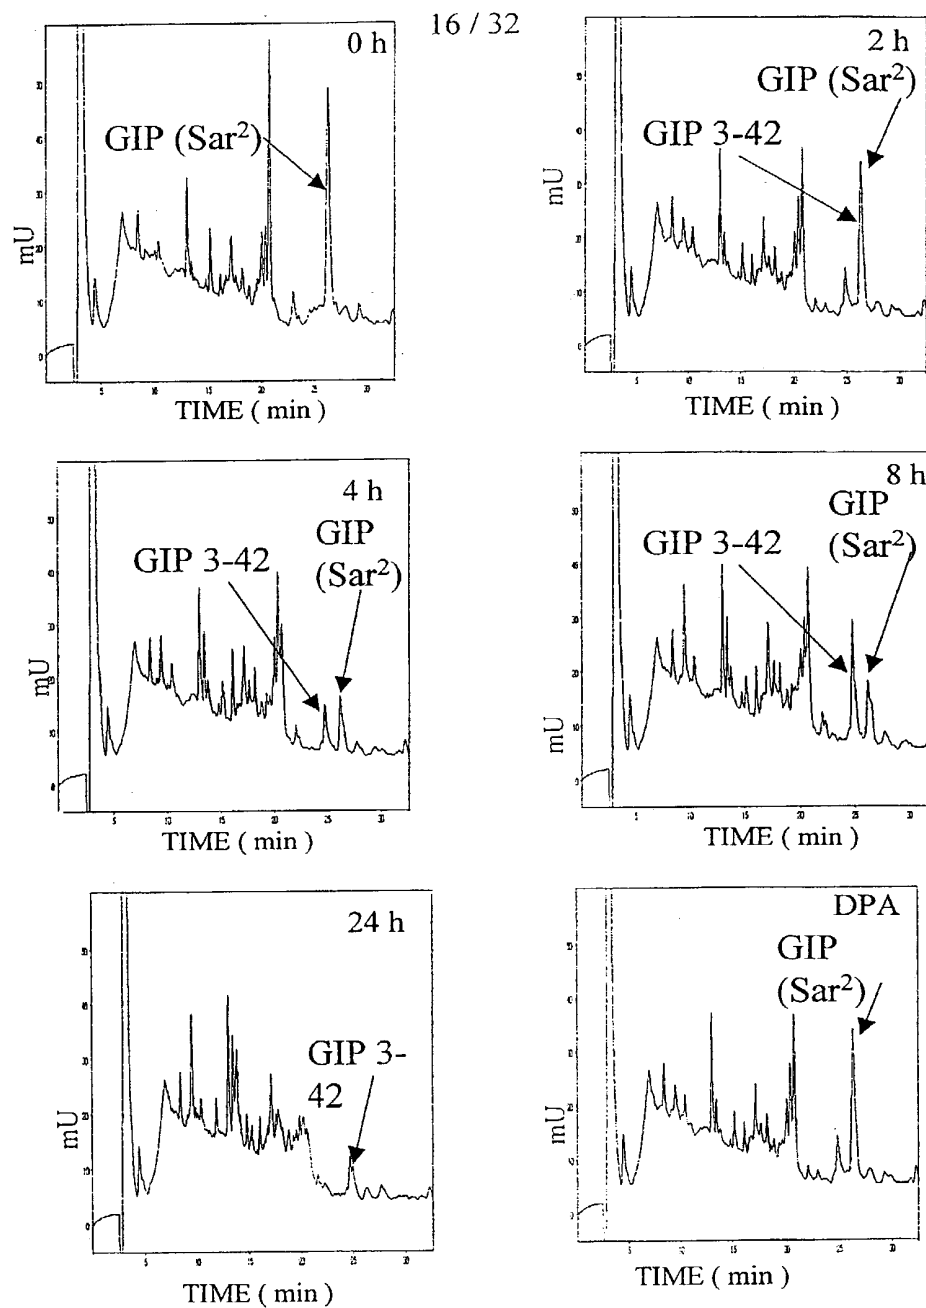 16 / 32
0 h
GIP (Sar²)
mU
TIME ( min )
2 h
GIP (Sar²)
GIP 3-42
mU
TIME ( min )
4 h
GIP
(Sar²)
GIP 3-42
mU
TIME ( min )
8 h
GIP
(Sar²)
GIP 3-42
mU
TIME ( min )
24 h
GIP 3-
42
mU
TIME ( min )
DPA
GIP
(Sar²)
mU
TIME ( min )